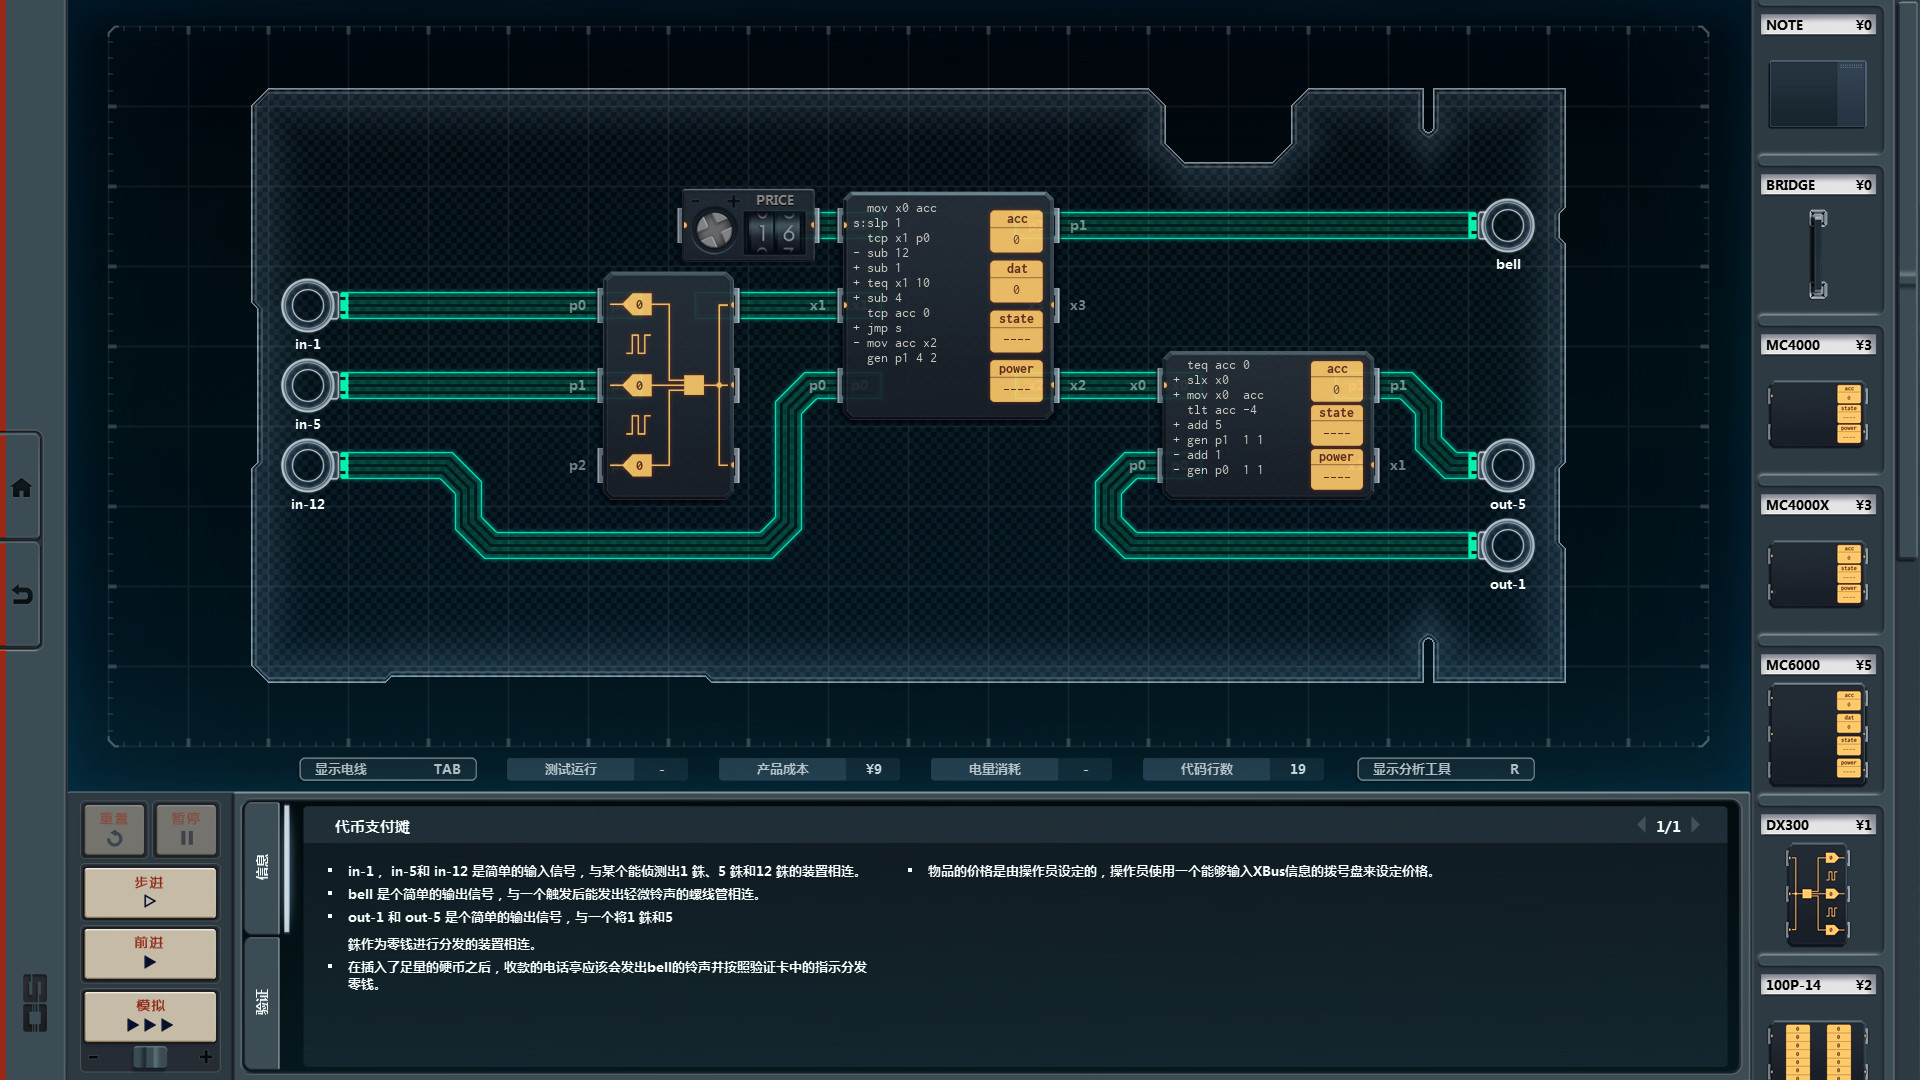 PRICE
1 6
mov x0 acc
s:slp 1
tcp x1 p0
- sub 12
+ sub 1
+ teq x1 10
+ sub 4
tcp acc 0
+ jmp s
- mov acc x2
gen p1 4 2
acc
0
dat
0
state
----
power
----
p1
x1
x3
p0
x2
bell
p0
p1
p2
0
0
0
in-1
in-5
in-12
x0
p0
teq acc 0
+ slx x0
+ mov x0  acc
tlt acc -4
+ add 5
+ gen p1  1 1
- add 1
- gen p0  1 1
acc
0
state
----
power
----
p1
x1
out-5
out-1
显示电线 TAB
测试运行 -
产品成本 ¥9
电量消耗 -
代码行数 19
显示分析工具 R
重置
暂停
步进
前进
模拟
- +
信息
验证
代币支付摊
1/1
▪ in-1， in-5和 in-12 是简单的输入信号，与某个能侦测出1 銖、5 銖和12 銖的装置相连。
▪ bell 是个简单的输出信号，与一个触发后能发出轻微铃声的螺线管相连。
▪ out-1 和 out-5 是个简单的输出信号，与一个将1 銖和5
銖作为零钱进行分发的装置相连。
▪ 在插入了足量的硬币之后，收款的电话亭应该会发出bell的铃声并按照验证卡中的指示分发
零钱。
▪ 物品的价格是由操作员设定的，操作员使用一个能够输入XBus信息的拨号盘来设定价格。
NOTE ¥0
BRIDGE ¥0
MC4000 ¥3
acc
state
power
MC4000X ¥3
acc
state
power
MC6000 ¥5
acc
dat
state
power
DX300 ¥1
100P-14 ¥2